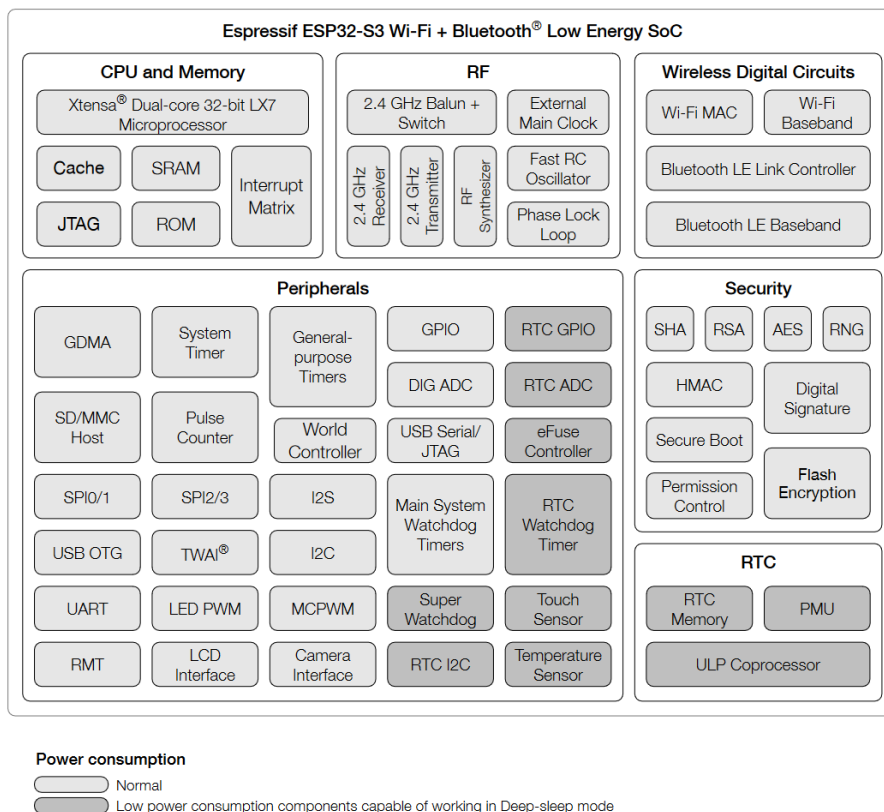 Espressif ESP32-S3 Wi-Fi + Bluetooth® Low Energy SoC
CPU and Memory
Xtensa® Dual-core 32-bit LX7
Microprocessor
Cache
SRAM
Interrupt
Matrix
JTAG
ROM
RF
2.4 GHz Balun +
Switch
External
Main Clock
2.4 GHz
Receiver
2.4 GHz
Transmitter
RF
Synthesizer
Fast RC
Oscillator
Phase Lock
Loop
Wireless Digital Circuits
Wi-Fi MAC
Wi-Fi
Baseband
Bluetooth LE Link Controller
Bluetooth LE Baseband
Peripherals
GDMA
System
Timer
General-
purpose
Timers
GPIO
RTC GPIO
DIG ADC
RTC ADC
SD/MMC
Host
Pulse
Counter
World
Controller
USB Serial/
JTAG
eFuse
Controller
SPI0/1
SPI2/3
I2S
Main System
Watchdog
Timers
RTC
Watchdog
Timer
USB OTG
TWAI®
I2C
UART
LED PWM
MCPWM
Super
Watchdog
Touch
Sensor
RMT
LCD
Interface
Camera
Interface
RTC I2C
Temperature
Sensor
Security
SHA
RSA
AES
RNG
HMAC
Digital
Signature
Secure Boot
Flash
Encryption
Permission
Control
RTC
RTC
Memory
PMU
ULP Coprocessor
Power consumption
Normal
Low power consumption components capable of working in Deep-sleep mode